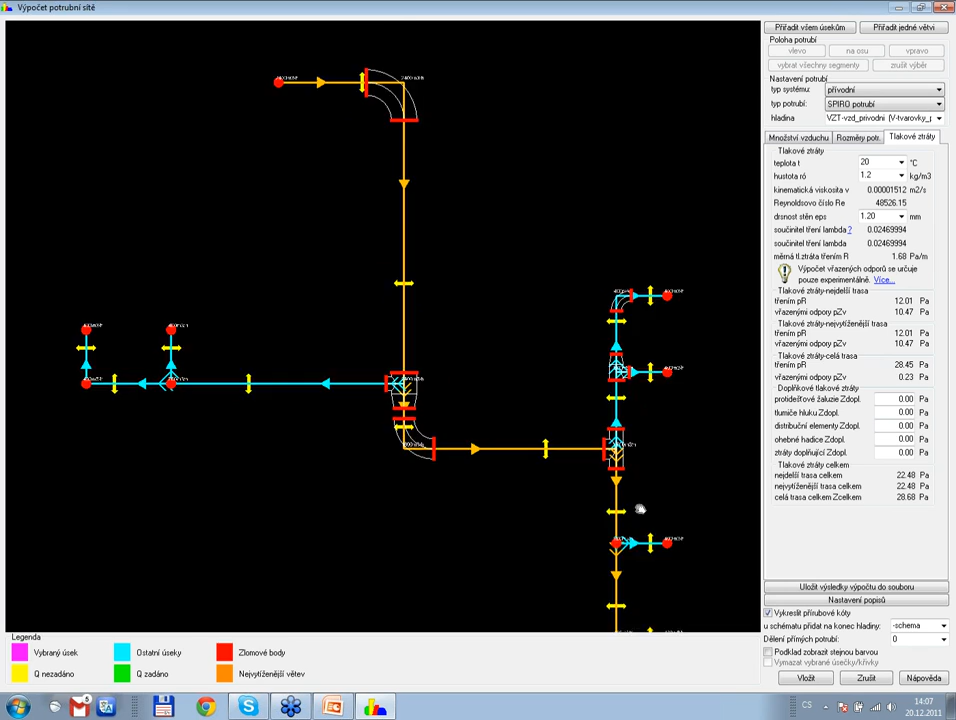 Výpočet potrubní sítě
Přiřadit všem úsekům
Přiřadit jedné větvi
Poloha potrubí
vlevo
na osu
vpravo
vybrat všechny segmenty
zrušit výběr
Nastavení potrubí
typ systému:
přívodní
typ potrubí:
SPIRO potrubí
hladina
VZT-vzd_privodni (V-tvarovky_p
Množství vzduchu
Rozměry potr.
Tlakové ztráty
Tlakové ztráty
teplota t 20 °C
hustota ró 1.2 kg/m3
kinematická viskosita v 0.00001512 m2/s
Reynoldsovo číslo Re 48526.15
drsnost stěn eps 1.20 mm
součinitel tření lambda ? 0.02469994
součinitel tření lambda 0.02469994
měrná tl.ztráta třením R 1.68 Pa/m
Výpočet vřazených odporů se určuje
pouze experimentálně. Více...
Tlakové ztráty-nejdelší trasa
třením pR 12.01 Pa
vřazenými odpory pZv 10.47 Pa
Tlakové ztráty-nejvytíženější trasa
třením pR 12.01 Pa
vřazenými odpory pZv 10.47 Pa
Tlakové ztráty-celá trasa
třením pR 28.45 Pa
vřazenými odpory pZv 0.23 Pa
Doplňkové tlakové ztráty
protidešťové žaluzie Zdopl. 0.00 Pa
tlumiče hluku Zdopl. 0.00 Pa
distribuční elementy Zdopl. 0.00 Pa
ohebné hadice Zdopl. 0.00 Pa
ztráty doplňující Zdopl. 0.00 Pa
Tlakové ztráty celkem
nejdelší trasa celkem 22.48 Pa
nejvytíženější trasa celkem 22.48 Pa
celá trasa celkem Zcelkem 28.68 Pa
Uložit výsledky výpočtu do souboru
Nastavení popisů
Vykreslit přírubové kóty
u schématu přidat na konec hladiny: -schema
Dělení přímých potrubí: 0
Podklad zobrazit stejnou barvou
Vymazat vybrané úsečky/křivky
Vložit
Zrušit
Nápověda
Legenda
Vybraný úsek
Ostatní úseky
Zlomové body
Q nezadáno
Q zadáno
Nejvytíženější větev
5
CS
14:07
20.12.2011